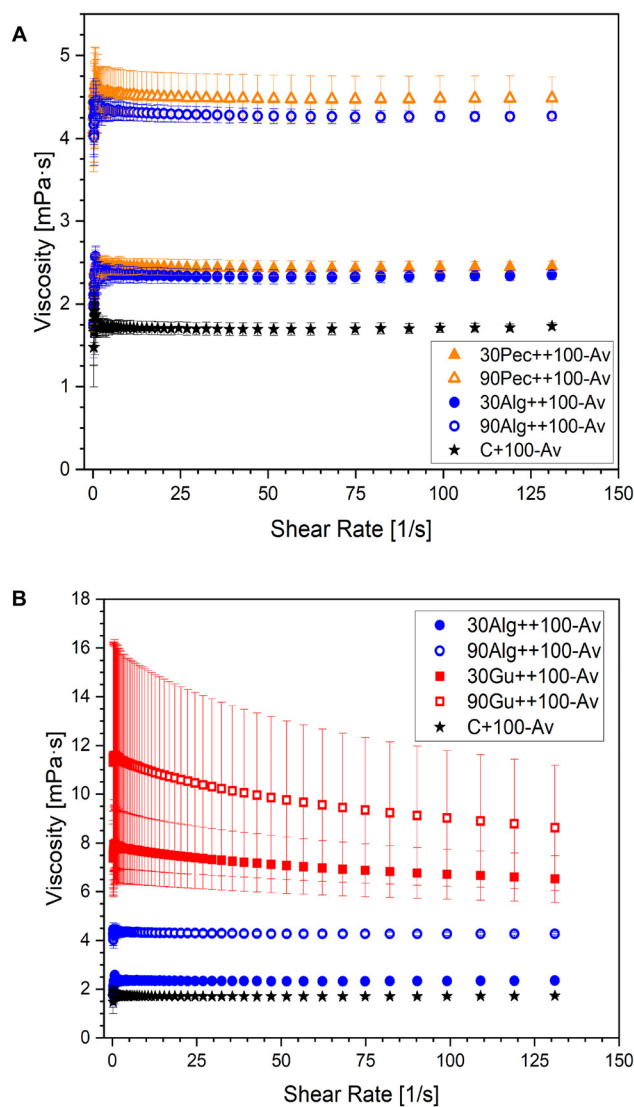 A
5
4
3
2
1
0
Viscosity [mPa·s]
30Pec++100-Av
90Pec++100-Av
30Alg++100-Av
90Alg++100-Av
C+100-Av
0 25 50 75 100 125 150
Shear Rate [1/s]
B
18
16
14
12
10
8
6
4
2
0
Viscosity [mPa·s]
30Alg++100-Av
90Alg++100-Av
30Gu++100-Av
90Gu++100-Av
C+100-Av
0 25 50 75 100 125 150
Shear Rate [1/s]